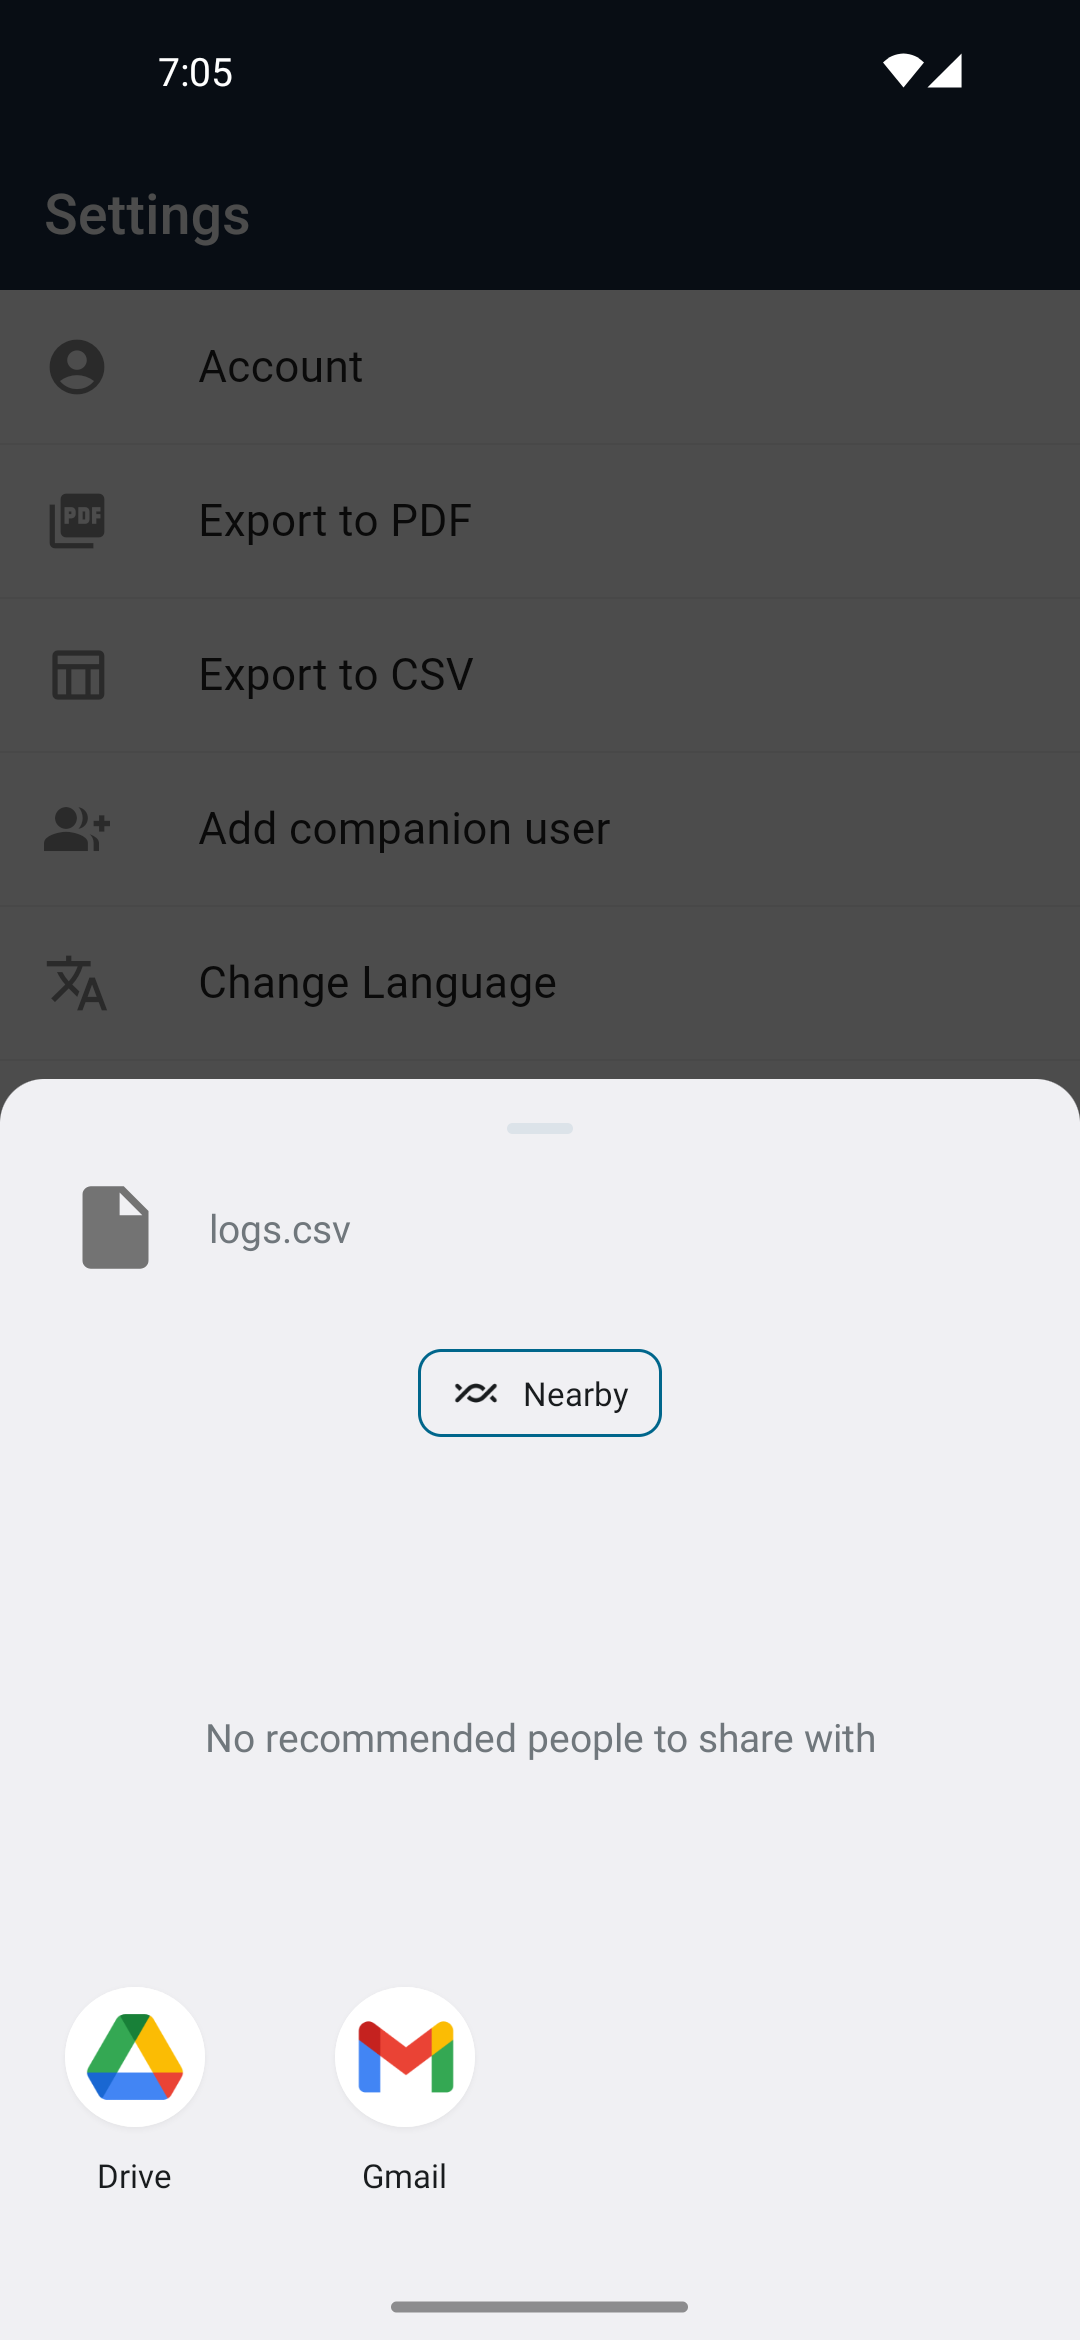 7:05
Settings
Account
PDF
Export to PDF
Export to CSV
Add companion user
Change Language
logs.csv
Nearby
No recommended people to share with
Drive
Gmail